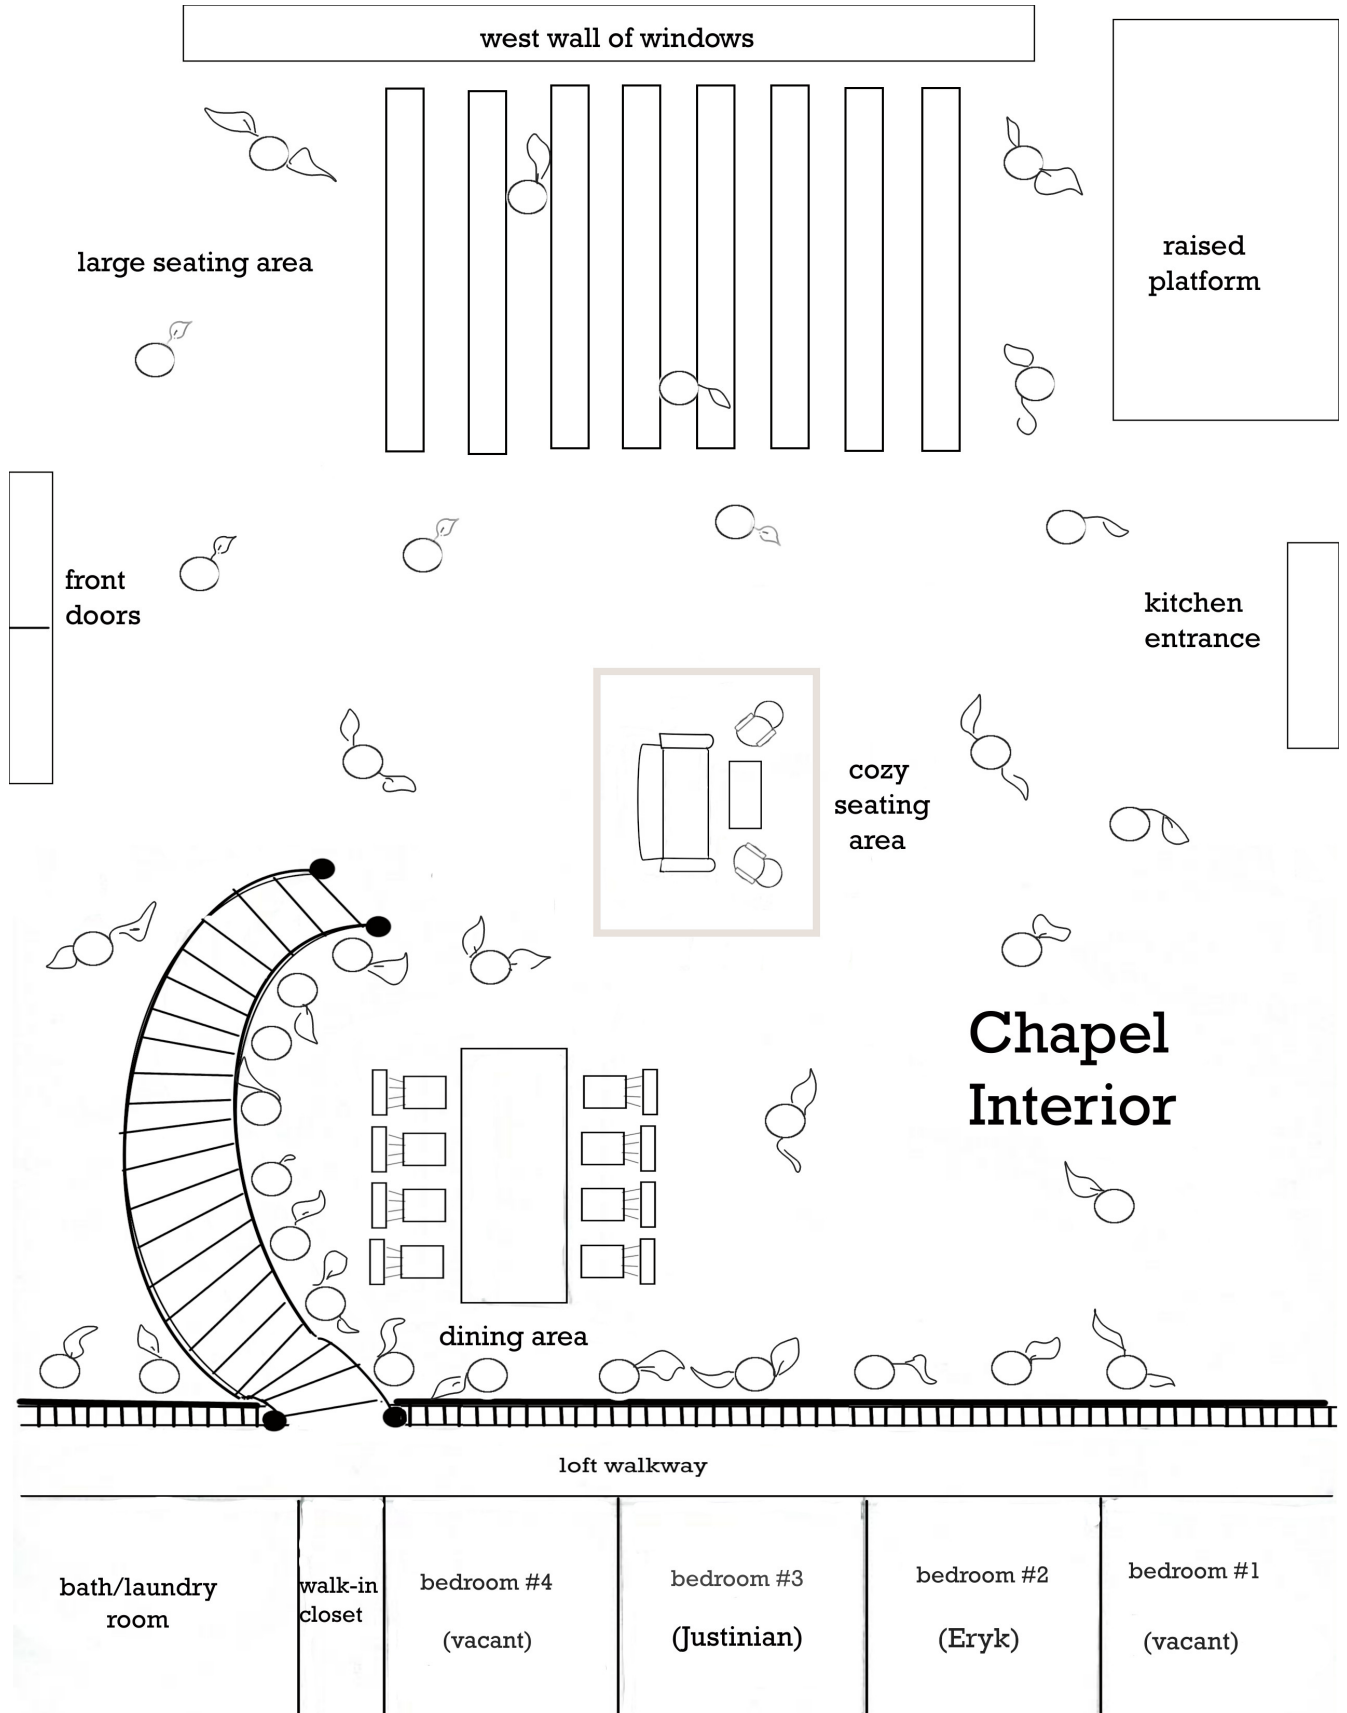 west wall of windows
large seating area
raised
platform
front
doors
kitchen
entrance
cozy
seating
area
Chapel
Interior
dining area
loft walkway
bath/laundry
room
walk-in
closet
bedroom #4
(vacant)
bedroom #3
(Justinian)
bedroom #2
(Eryk)
bedroom #1
(vacant)